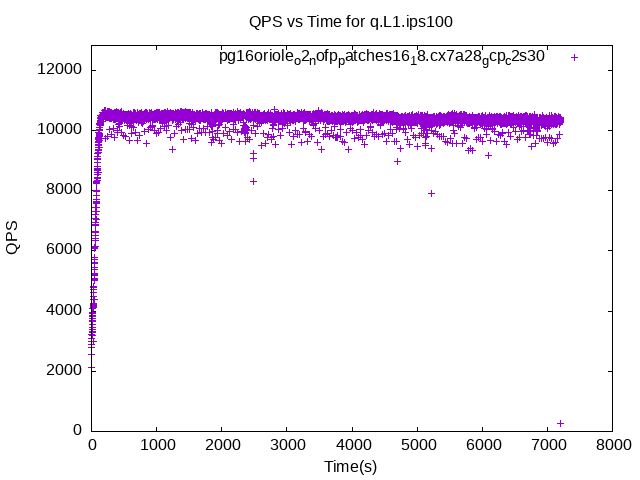 QPS vs Time for q.L1.ips100
pg16oriole_o2_nofp_patches16_18.cx7a28_gcp_c2s30
12000
10000
8000
6000
4000
2000
0
QPS
0 1000 2000 3000 4000 5000 6000 7000 8000
Time(s)